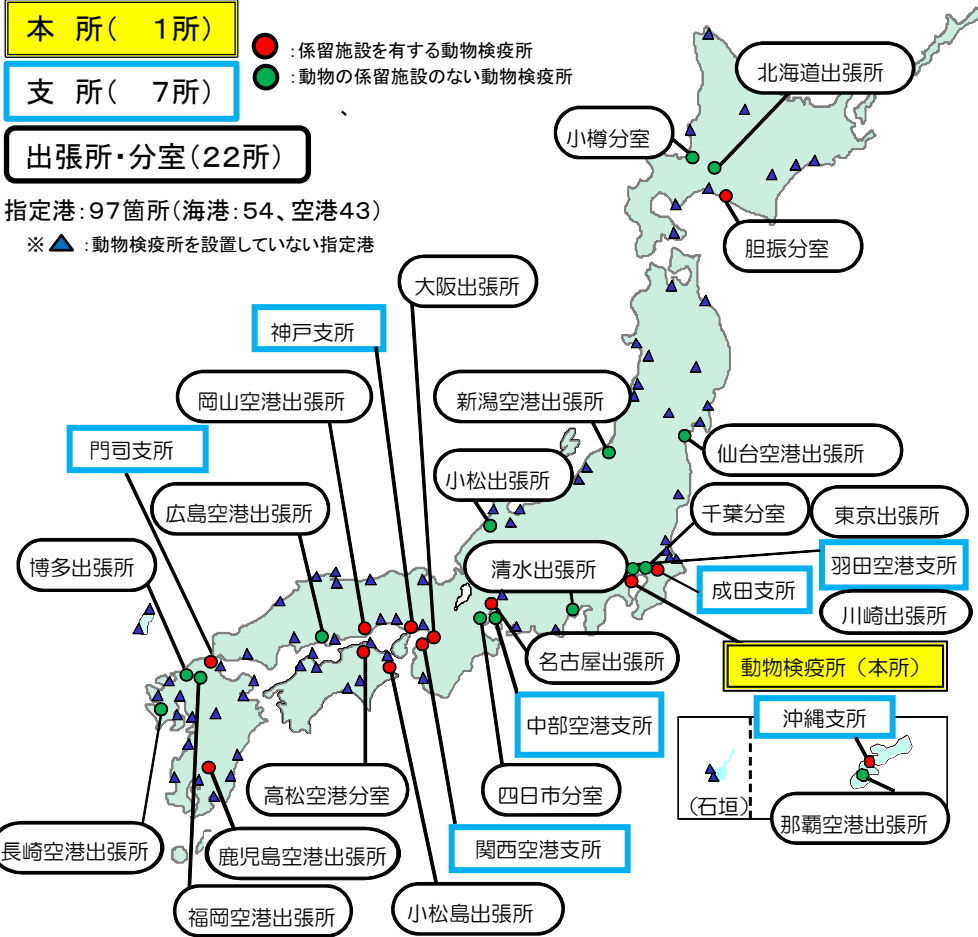 本 所( 1所)
支 所( 7所)
出張所・分室(22所)
:係留施設を有する動物検疫所
:動物の係留施設のない動物検疫所
、
指定港:97箇所(海港:54、空港43)
※ :動物検疫所を設置していない指定港
北海道出張所
小樽分室
胆振分室
大阪出張所
神戸支所
岡山空港出張所
新潟空港出張所
門司支所
仙台空港出張所
小松出張所
広島空港出張所
千葉分室
東京出張所
博多出張所
清水出張所
羽田空港支所
成田支所
川崎出張所
名古屋出張所
動物検疫所(本所)
中部空港支所
沖縄支所
高松空港分室
四日市分室
(石垣)
那覇空港出張所
長崎空港出張所
鹿児島空港出張所
関西空港支所
福岡空港出張所
小松島出張所